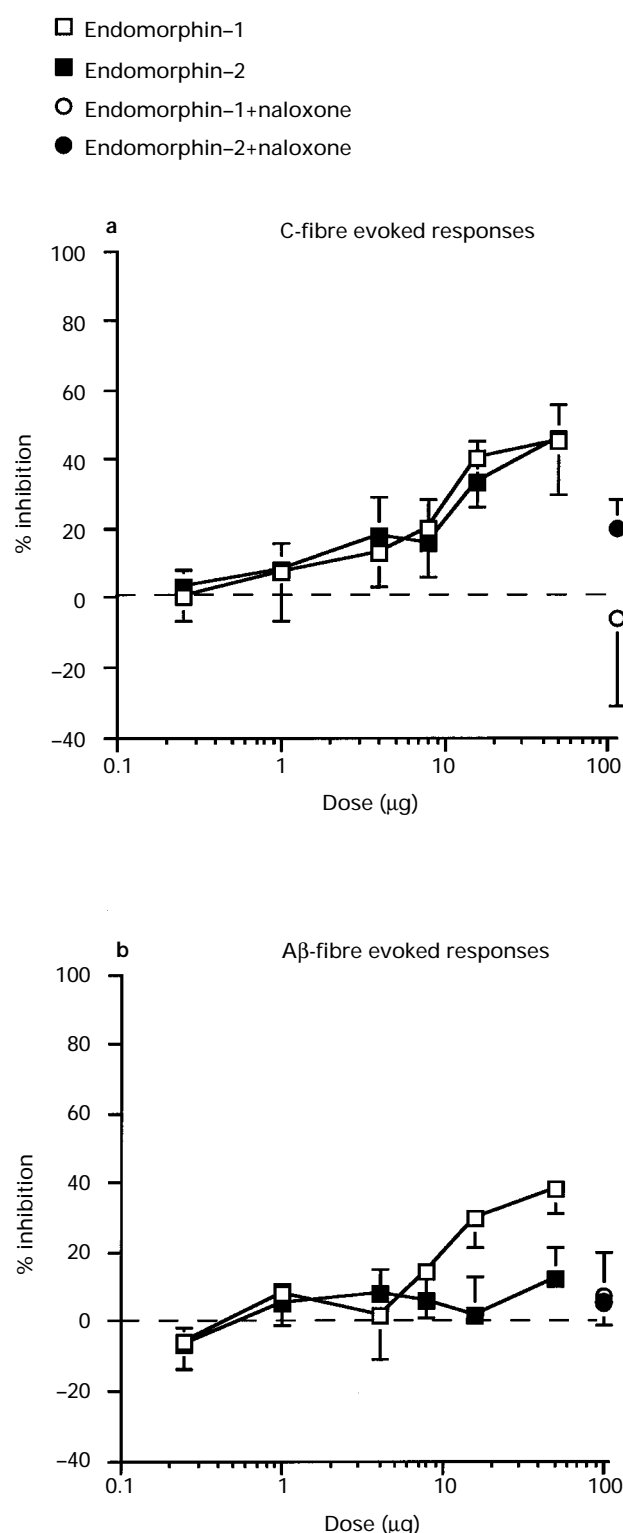 Endomorphin–1
Endomorphin–2
Endomorphin–1+naloxone
Endomorphin–2+naloxone
a
C-fibre evoked responses
100
80
60
40
20
0
–20
–40
% inhibition
0.1
1
10
100
Dose (µg)
b
Aβ-fibre evoked responses
100
80
60
40
20
0
–20
–40
% inhibition
0.1
1
10
100
Dose (µg)